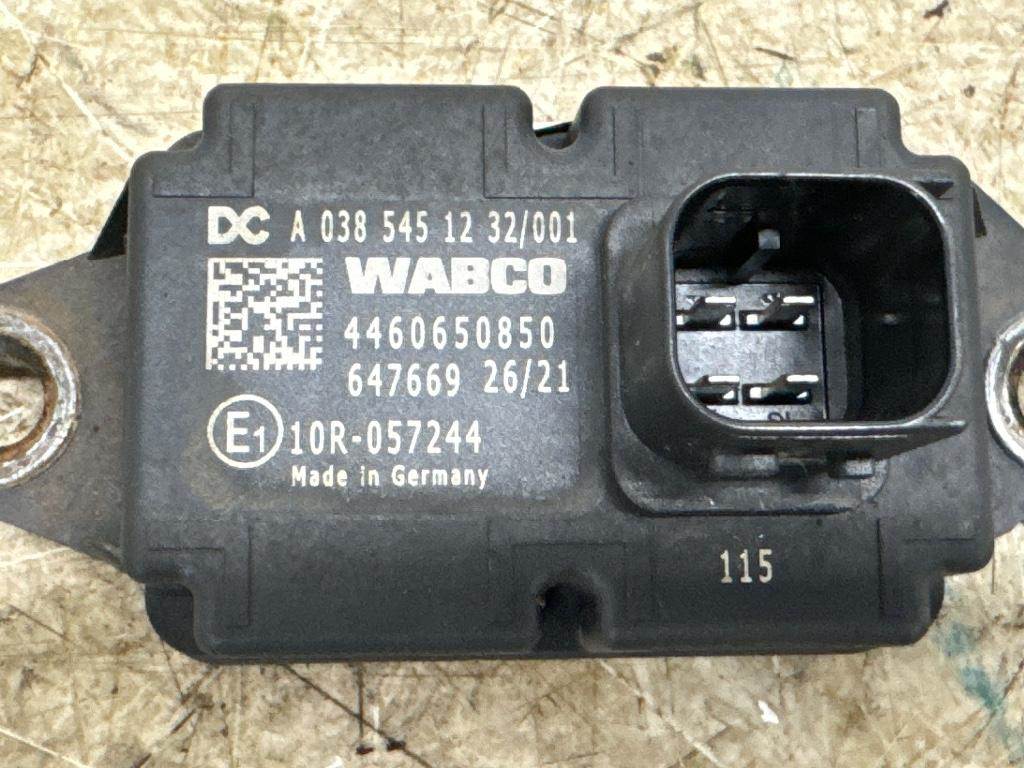 DC A 038 545 12 32/001
WABCO
4460650850
647669 26/21
E1 10R-057244
Made in Germany
115